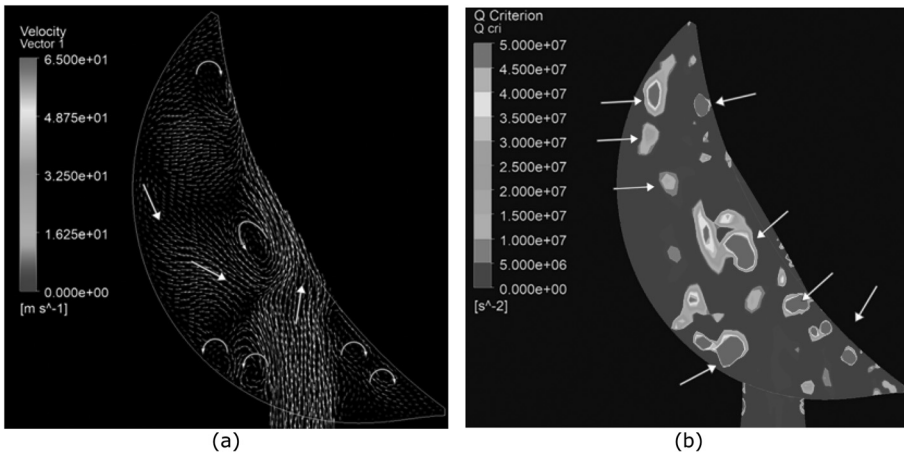 Velocity
Vector 1
6.500e+01
4.875e+01
3.250e+01
1.625e+01
0.000e+00
[m s^-1]
(a)
Q Criterion
Q cri
5.000e+07
4.500e+07
4.000e+07
3.500e+07
3.000e+07
2.500e+07
2.000e+07
1.500e+07
1.000e+07
5.000e+06
0.000e+00
[s^-2]
(b)